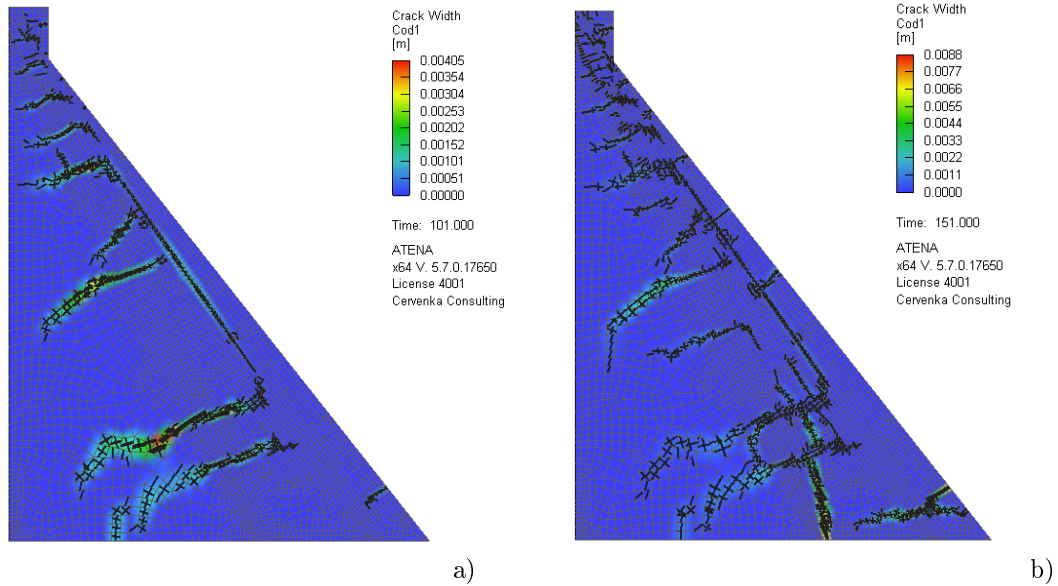 Crack Width
Cod1
[m]
0.00405
0.00354
0.00304
0.00253
0.00202
0.00152
0.00101
0.00051
0.00000
Time: 101.000
ATENA
x64 V. 5.7.0.17650
License 4001
Cervenka Consulting
a)
Crack Width
Cod1
[m]
0.0088
0.0077
0.0066
0.0055
0.0044
0.0033
0.0022
0.0011
0.0000
Time: 151.000
ATENA
x64 V. 5.7.0.17650
License 4001
Cervenka Consulting
b)